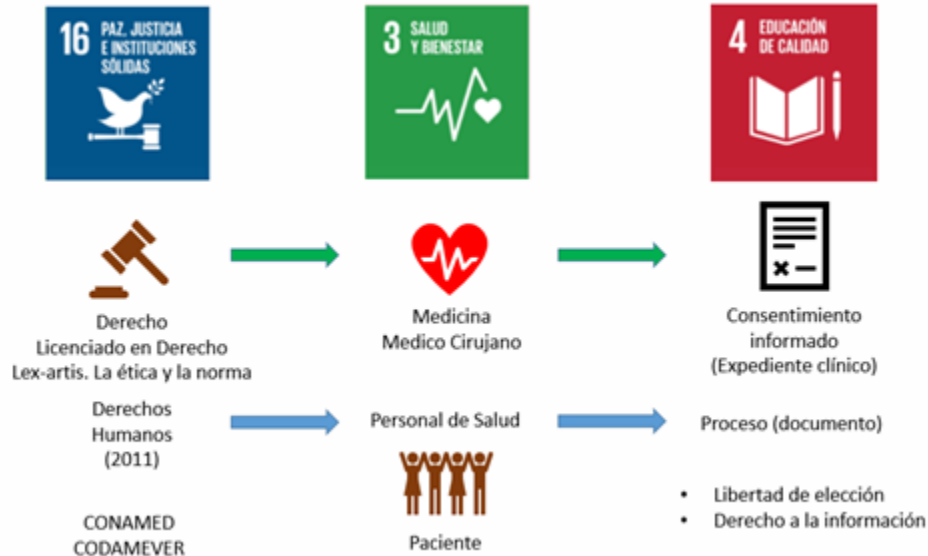 16 PAZ, JUSTICIA
E INSTITUCIONES
SÓLIDAS
3 SALUD
Y BIENESTAR
4 EDUCACIÓN
DE CALIDAD
Derecho
Licenciado en Derecho
Lex-artis. La ética y la norma
Medicina
Medico Cirujano
Consentimiento
informado
(Expediente clínico)
Derechos
Humanos
(2011)
Personal de Salud
Proceso (documento)
CONAMED
CODAMEVER
Paciente
• Libertad de elección
• Derecho a la información